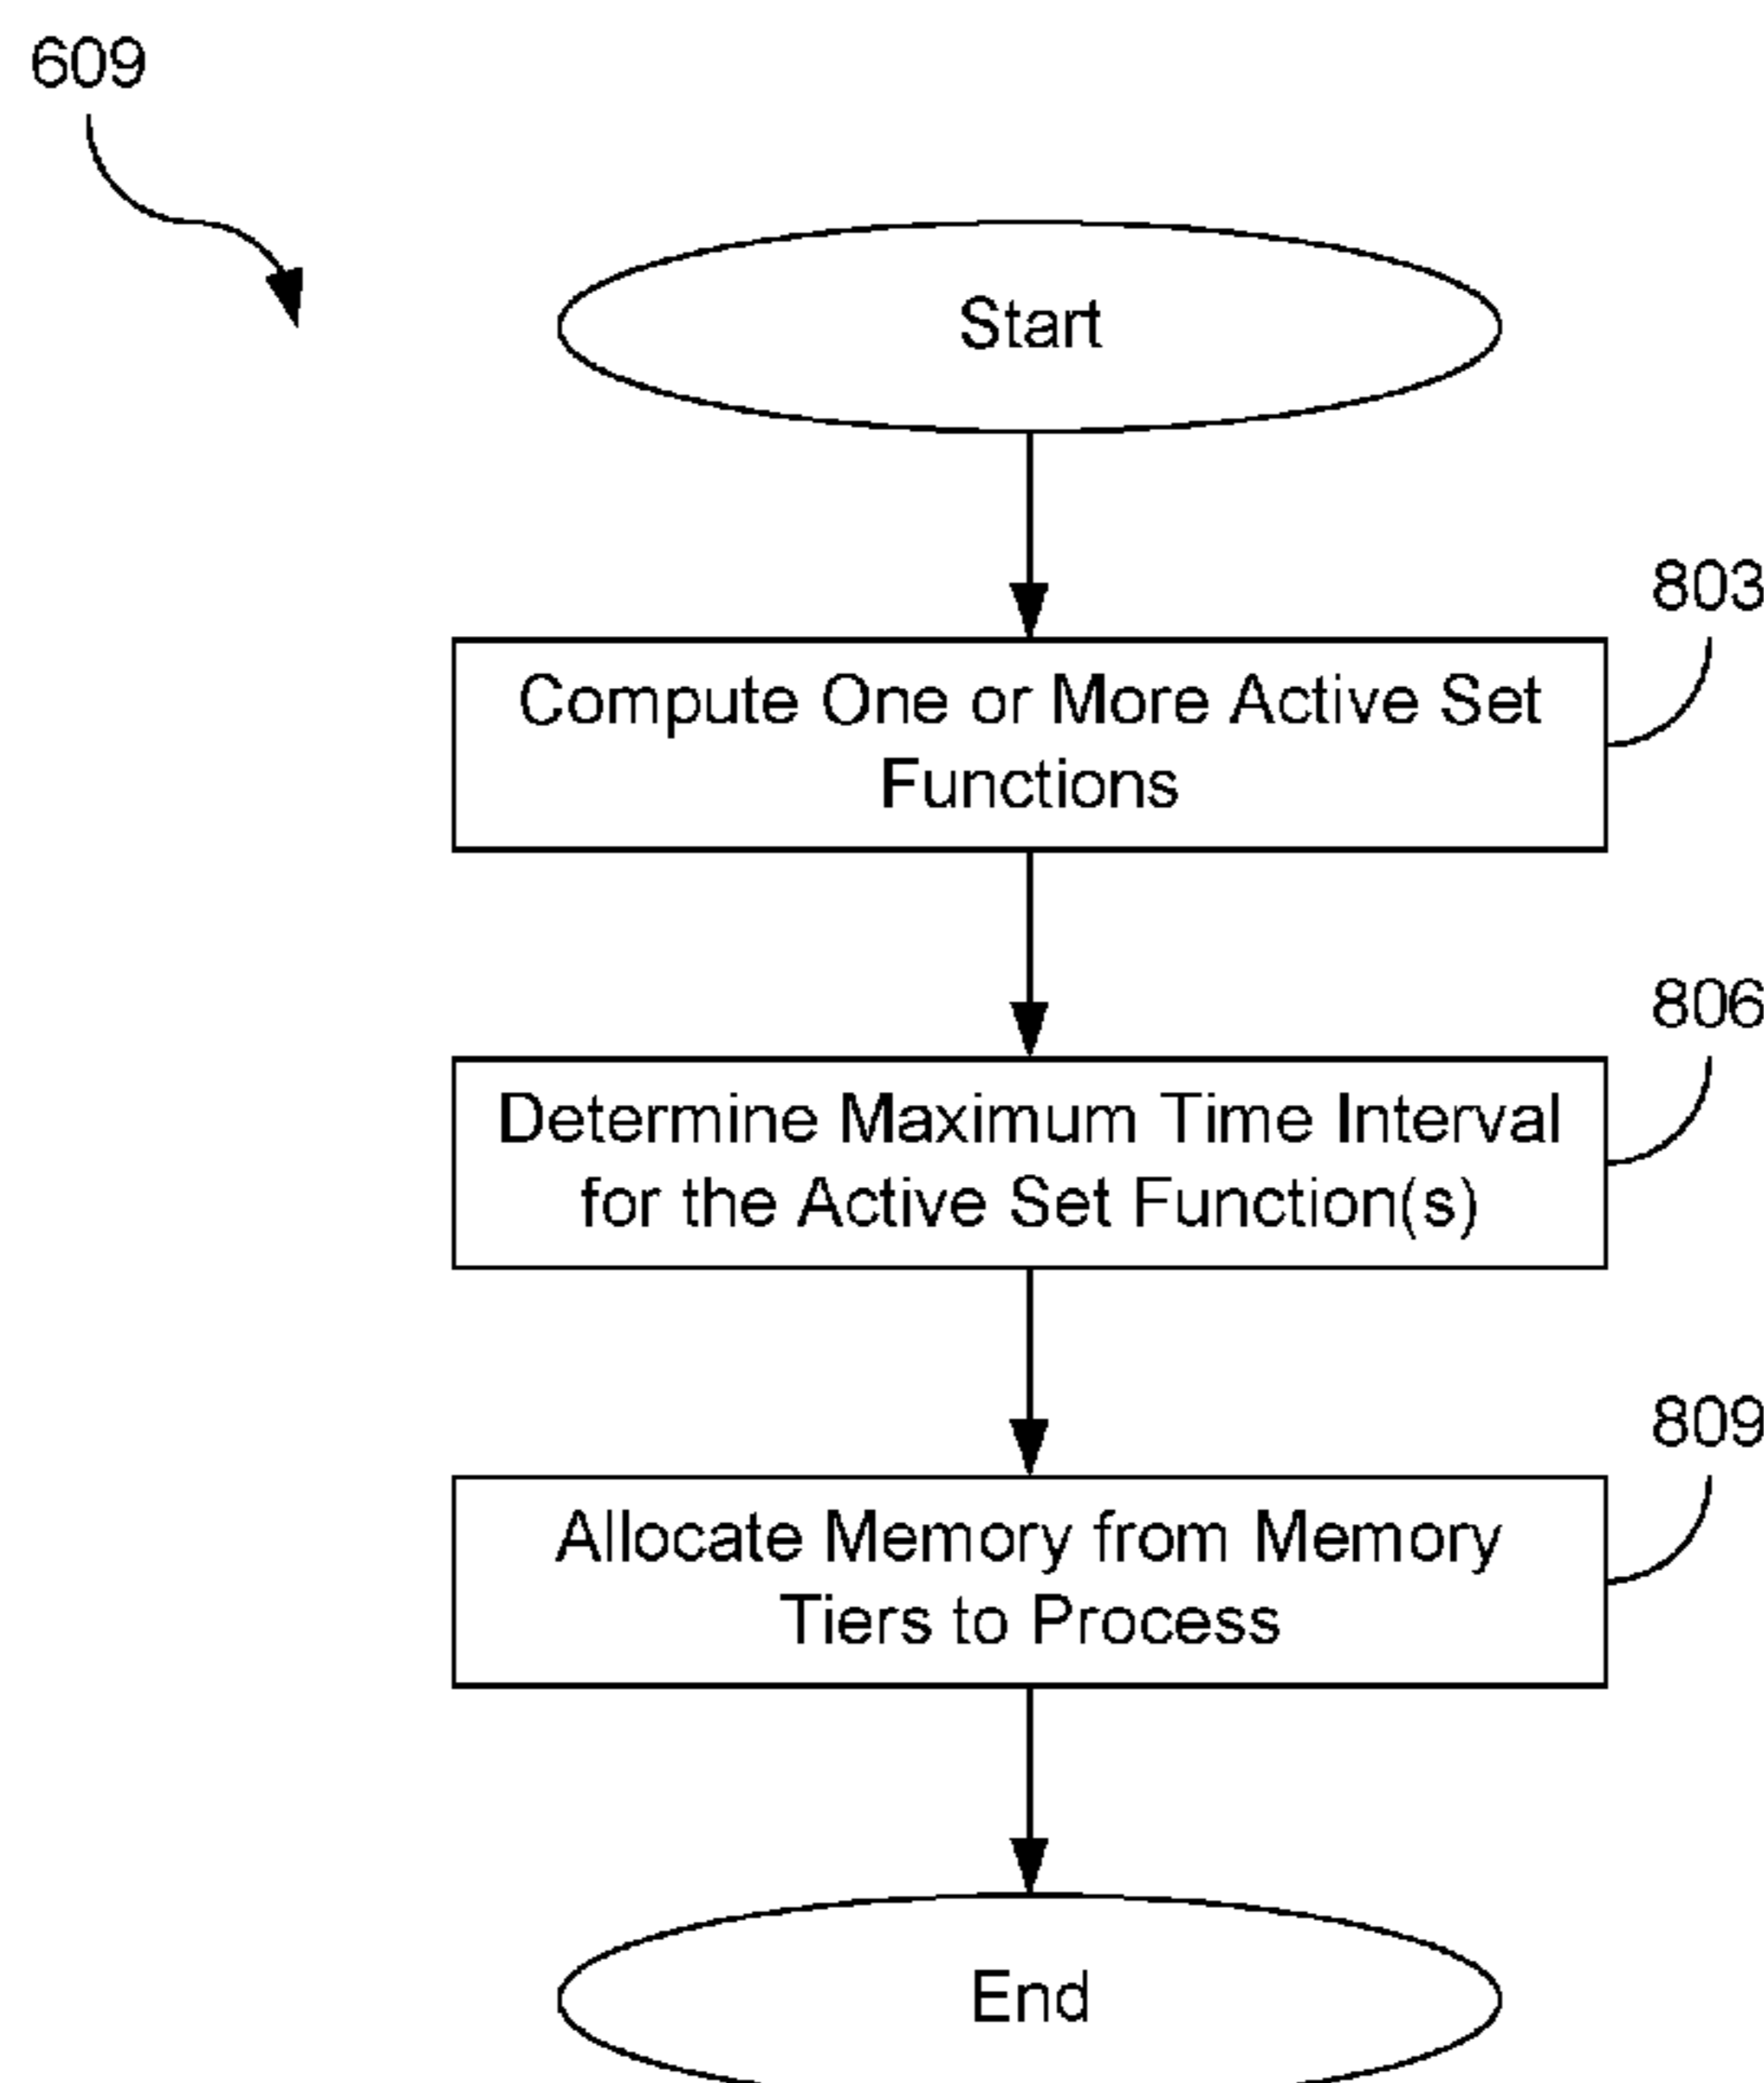 609
Start
803
Compute One or More Active Set
Functions
806
Determine Maximum Time Interval
for the Active Set Function(s)
809
Allocate Memory from Memory
Tiers to Process
End